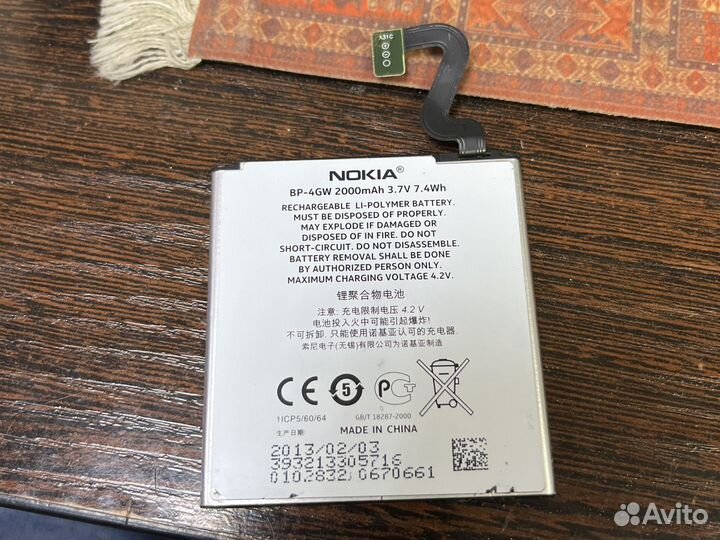 A31C
NOKIA®
BP-4GW 2000mAh 3.7V 7.4Wh
RECHARGEABLE LI-POLYMER BATTERY.
MUST BE DISPOSED OF PROPERLY.
MAY EXPLODE IF DAMAGED OR
DISPOSED OF IN FIRE. DO NOT
SHORT-CIRCUIT. DO NOT DISASSEMBLE.
BATTERY REMOVAL SHALL BE
BY AUTHORIZED PERSON ONLY.
MAXIMUM CHARGING VOLTAGE 4.2V.
锂聚合物电池
注意: 充电限制电压 4.2 V
电池投入火中可能引起爆炸!
不可拆卸. 只能使用诺基亚认可的充电器.
索尼电子(无锡)有限公司为诺基亚制造
CE 5 PCT
1ICP5/60/64 GB/T 18287-2000
生产日期 MADE IN CHINA
2013/02/03
393213305716
0103832 0670661
Avito